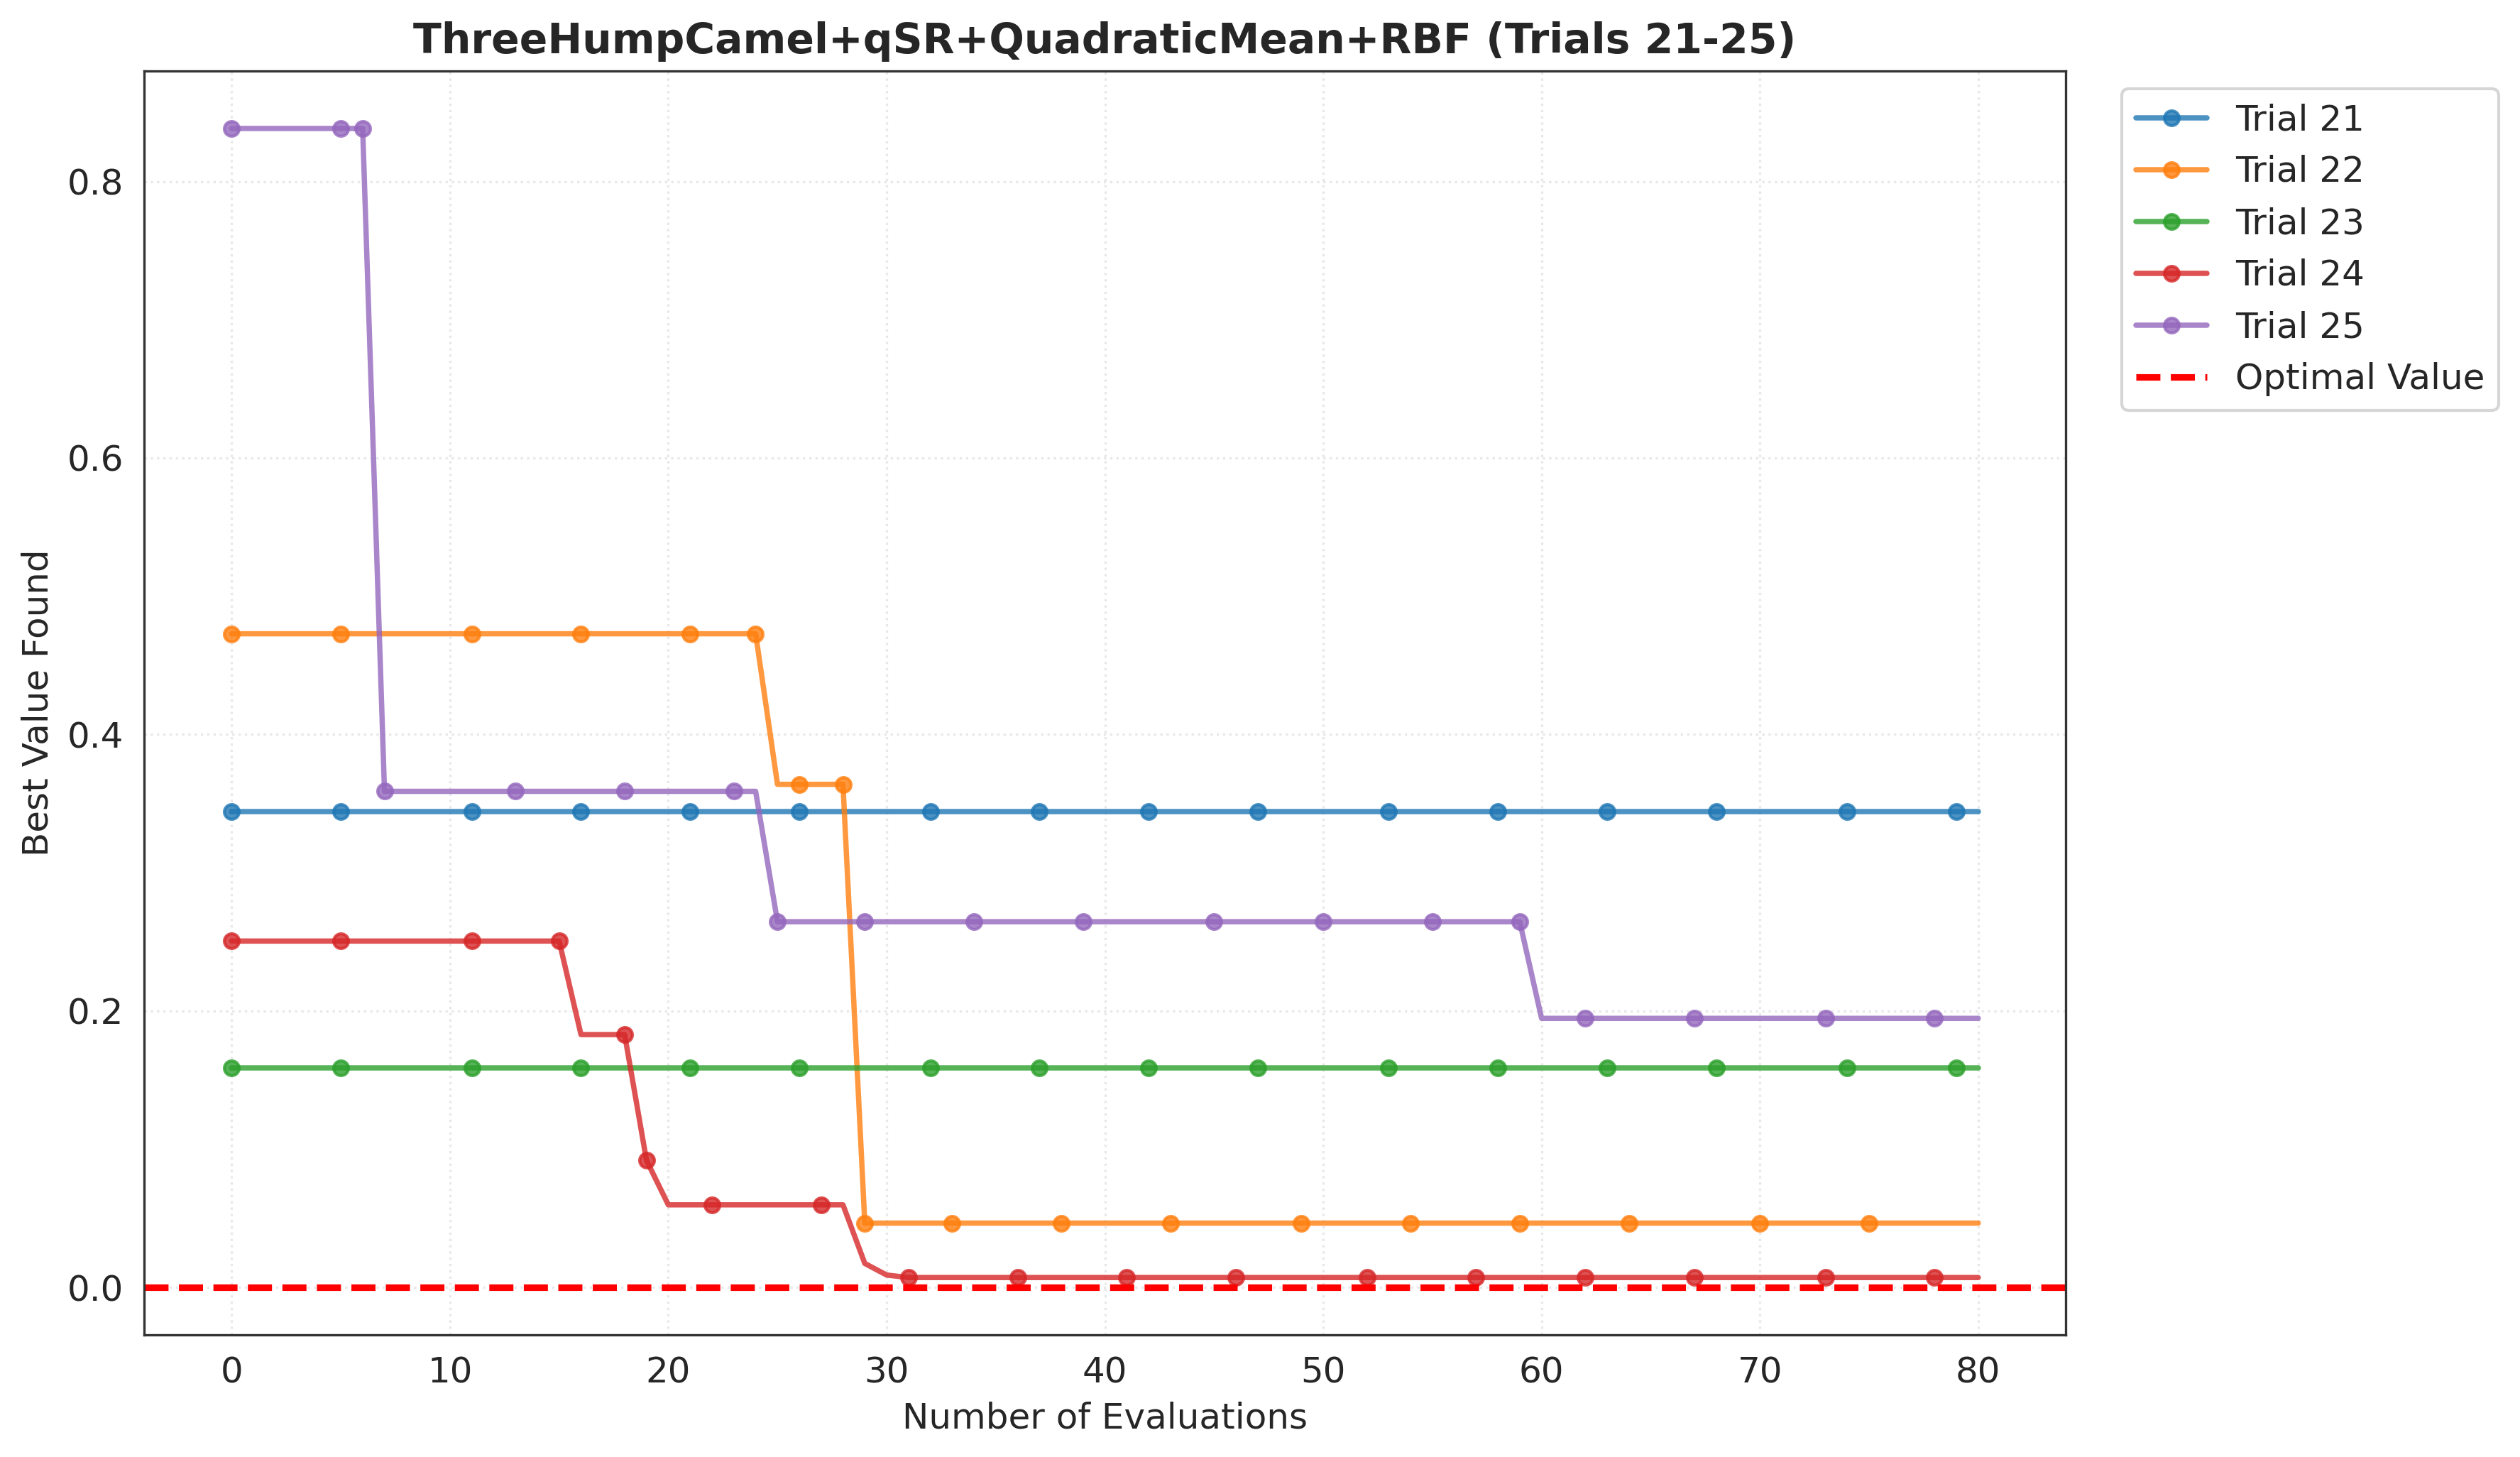 ThreeHumpCamel+qSR+QuadraticMean+RBF (Trials 21-25)
Best Value Found
0.8
0.6
0.4
0.2
0.0
0 10 20 30 40 50 60 70 80
Number of Evaluations
Trial 21
Trial 22
Trial 23
Trial 24
Trial 25
Optimal Value